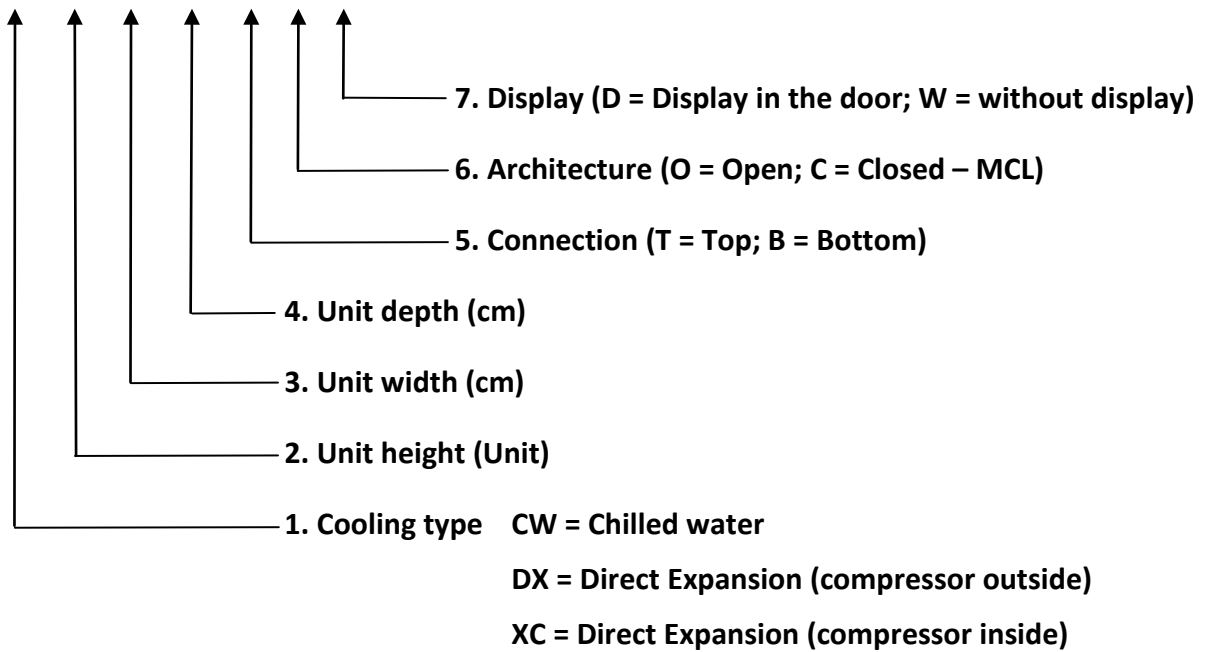 7. Display (D = Display in the door; W = without display)
6. Architecture (O = Open; C = Closed – MCL)
5. Connection (T = Top; B = Bottom)
4. Unit depth (cm)
3. Unit width (cm)
2. Unit height (Unit)
1. Cooling type CW = Chilled water
DX = Direct Expansion (compressor outside)
XC = Direct Expansion (compressor inside)